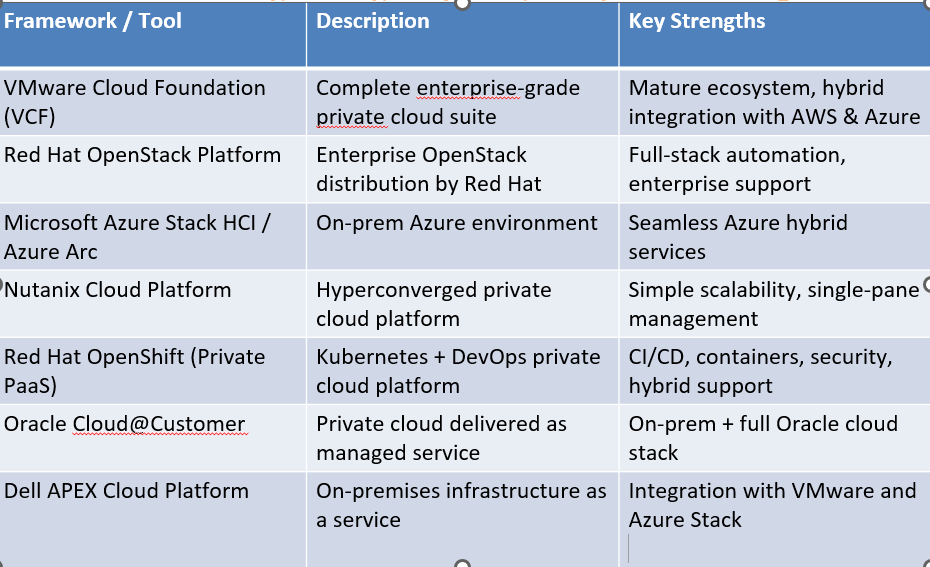 Framework / Tool
Description
Key Strengths
VMware Cloud Foundation
(VCF)
Complete enterprise-grade
private cloud suite
Mature ecosystem, hybrid
integration with AWS & Azure
Red Hat OpenStack Platform
Enterprise OpenStack
distribution by Red Hat
Full-stack automation,
enterprise support
Microsoft Azure Stack HCI /
Azure Arc
On-prem Azure environment
Seamless Azure hybrid
services
Nutanix Cloud Platform
Hyperconverged private
cloud platform
Simple scalability, single-pane
management
Red Hat OpenShift (Private
PaaS)
Kubernetes + DevOps private
cloud platform
CI/CD, containers, security,
hybrid support
Oracle Cloud@Customer
Private cloud delivered as
managed service
On-prem + full Oracle cloud
stack
Dell APEX Cloud Platform
On-premises infrastructure as
a service
Integration with VMware and
Azure Stack